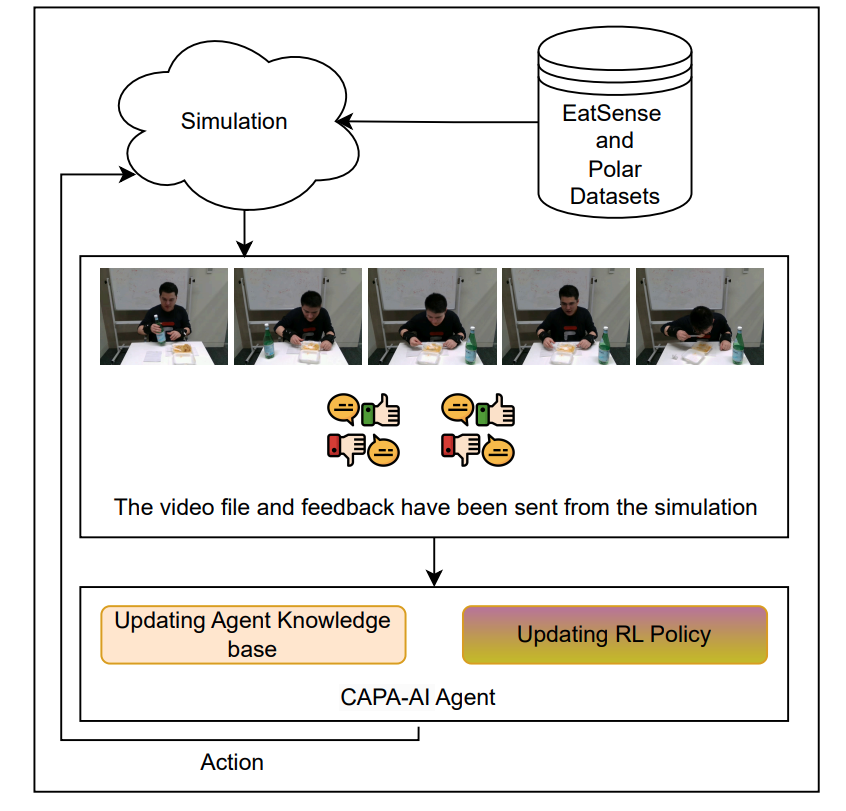 Simulation
EatSense
and
Polar
Datasets
The video file and feedback have been sent from the simulation
Updating Agent Knowledge
base
Updating RL Policy
CAPA-AI Agent
Action